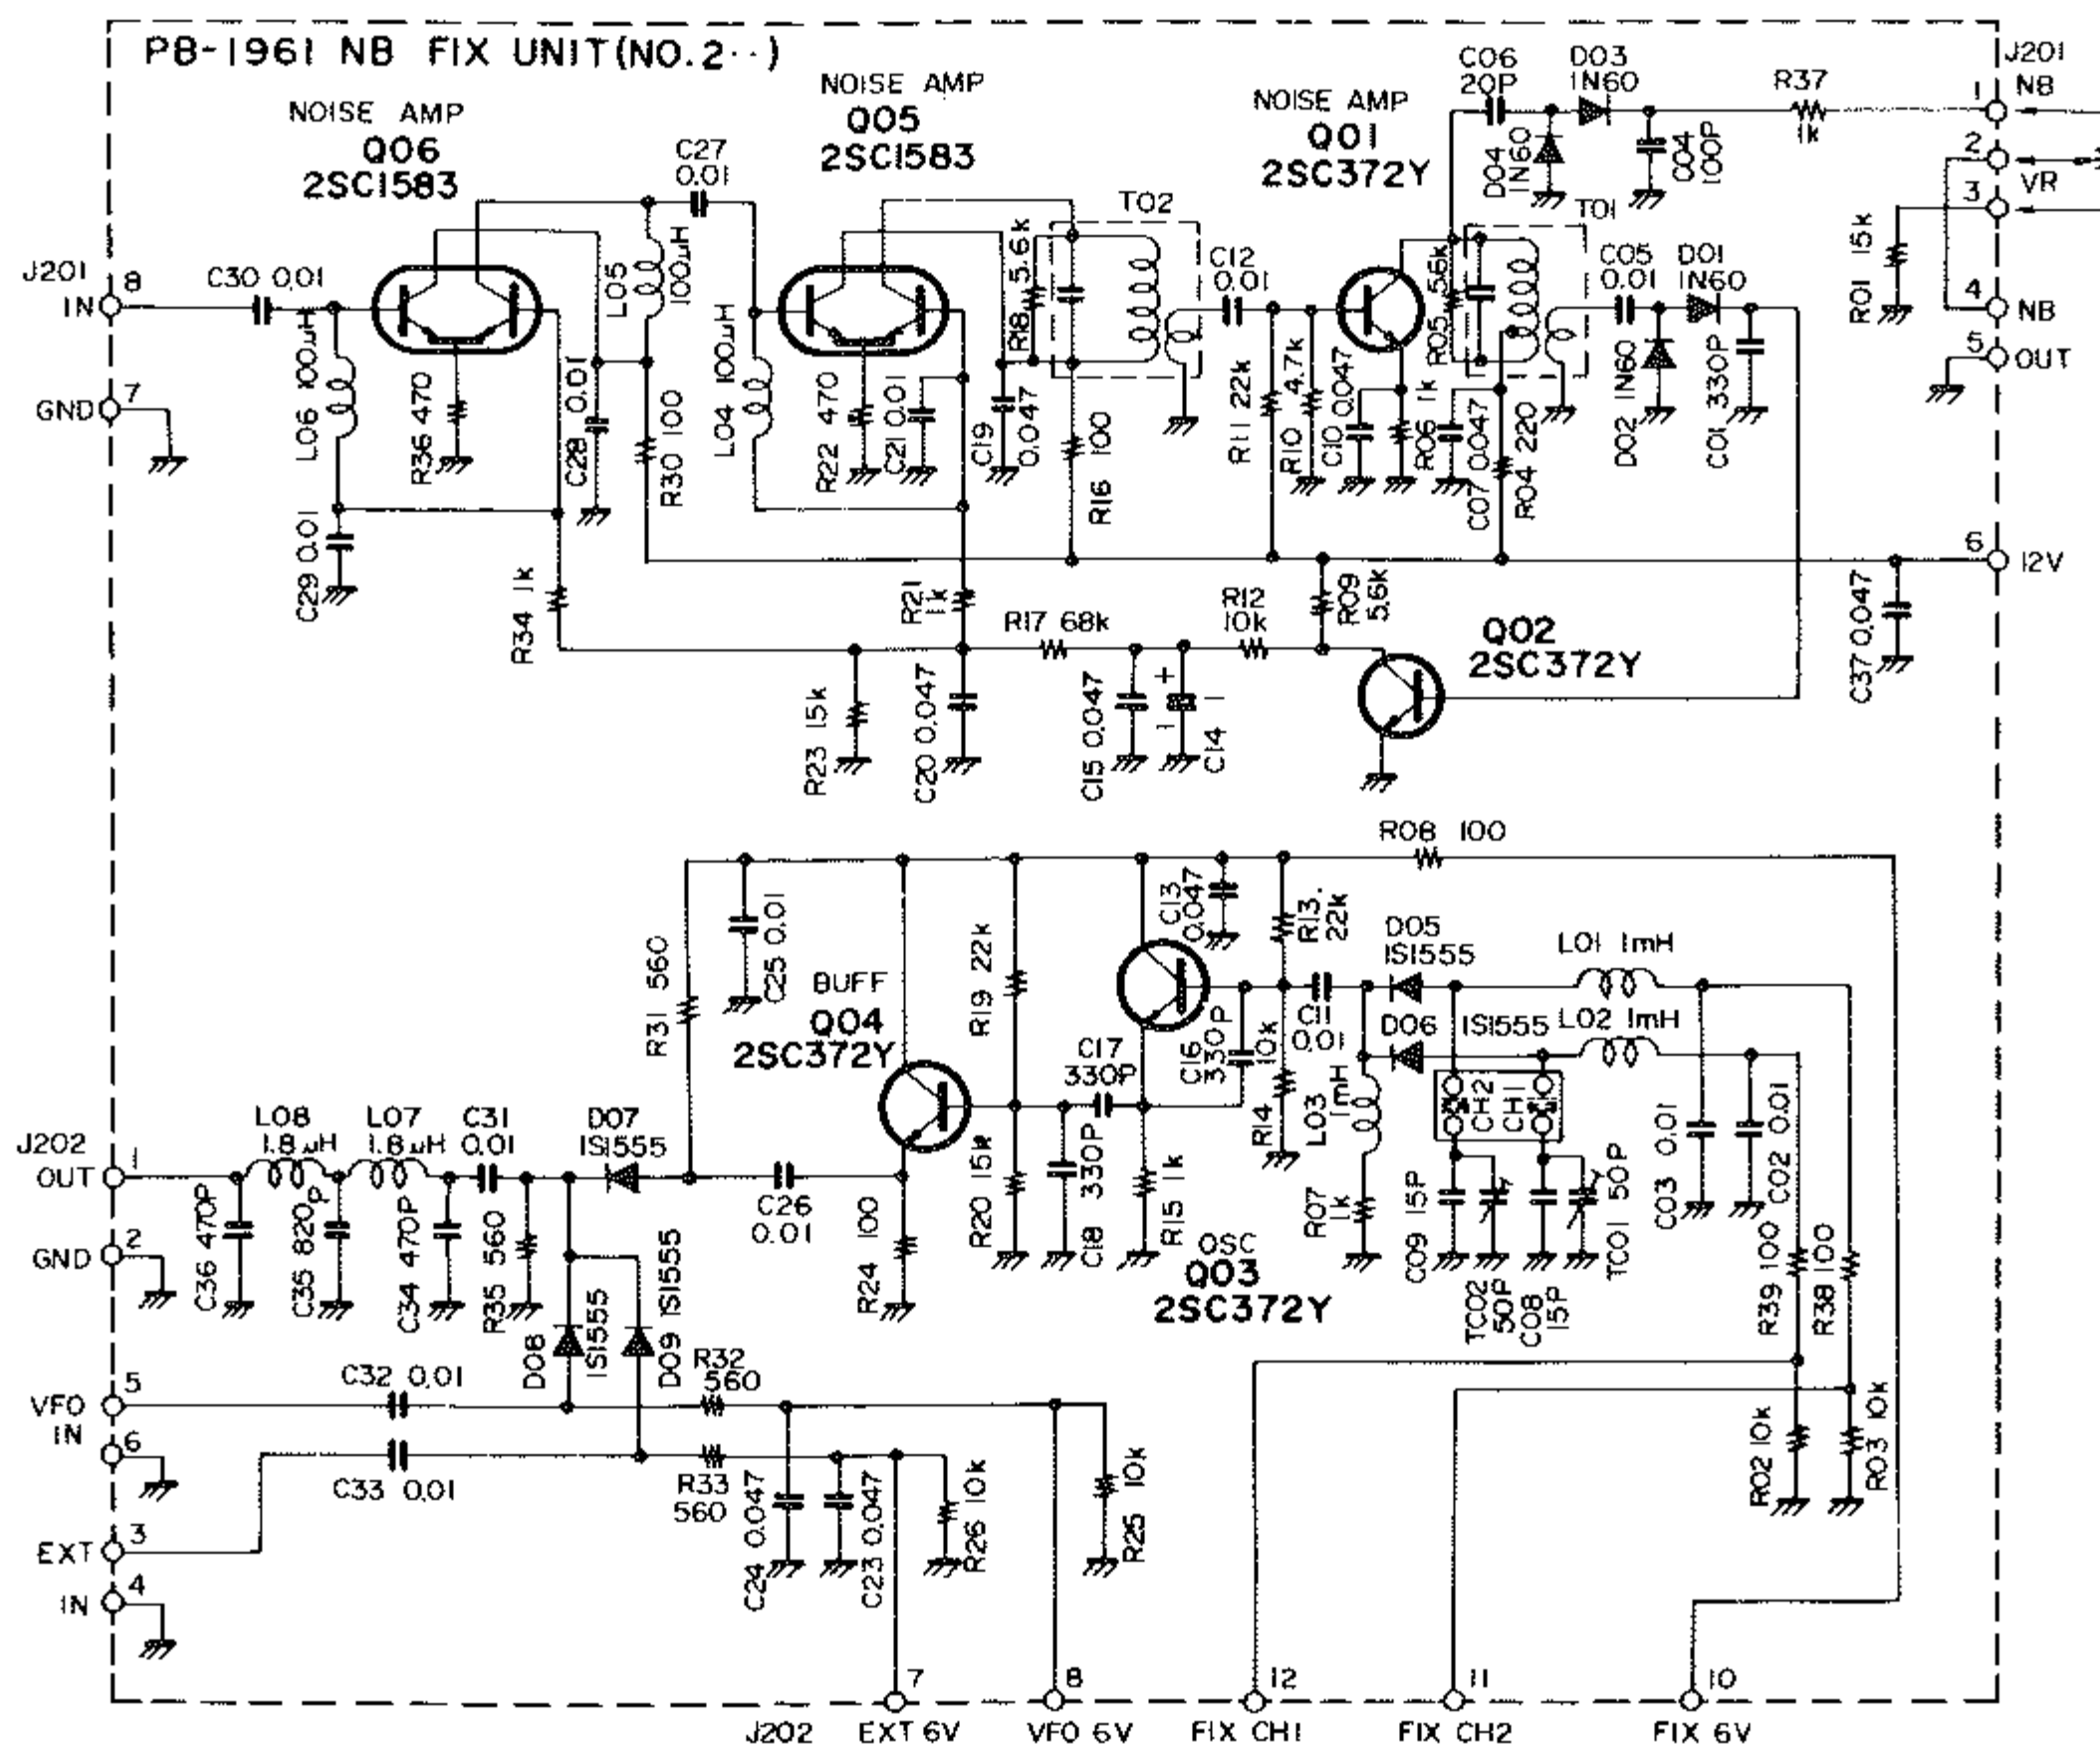 PB-1961 NB FIX UNIT(NO.2··)
NOISE AMP
Q06
2SC1583
NOISE AMP
Q05
2SC1583
NOISE AMP
Q01
2SC372Y
C06
20P
D03
1N60
R37
1k
J201
1 NB
2
VR
3
4 NB
5 OUT
D04
1N60
C04
100P
R01 15k
C27
0.01
T02
T01
J201
8
IN
C30 0.01
7
GND
L06 100µH
R36 470
C28 0.01
L05
100µH
R30 100
L04 100µH
R22 470
C21 0.01
C19
0.047
R18 5.6k
R16 100
C12
0.01
R11 22k
R10 4.7k
C10 0.047
R05 5.6k
R06 1k
C07 0.047
R04 220
C05
0.01
D01
1N60
D02 1N60
C01 330P
C29 0.01
R34 1k
R21
1k
R17 68k
R12
10k
R09
5.6k
Q02
2SC372Y
6
12V
C37 0.047
R23 15k
C20 0.047
C15 0.047
+
C14
R08 100
R31 560
C25 0.01
BUFF
Q04
2SC372Y
R19 22k
C13
0.047
R13
22k
C17
330P
C16
330P
10k
R14
C11
0.01
D05
1S1555
D06
1S1555
L01 1mH
L02 1mH
L03
1mH
CH2
CH1
J202
1
OUT
L08
1.8µH
L07
1.8µH
C31
0.01
D07
1S1555
C26
0.01
2
GND
C36 470P
C35 820P
C34 470P
R35 560
R24 100
R20 15k
C18 330P
R15 1k
OSC
Q03
2SC372Y
R07
1k
C09 15P
TC02
50P
C08
15P
TC01 50P
C03 0.01
C02 0.01
R39 100
R38 100
D08
1S1555
D09 1S1555
R32
560
5
VFO
IN
6
C32 0.01
C33 0.01
R33
560
C24 0.047
C23 0.047
R26 10k
R25 10k
R02 10k
R03 10k
3
EXT
4
IN
7
8
12
11
10
J202
EXT 6V
VFO 6V
FIX CH1
FIX CH2
FIX 6V